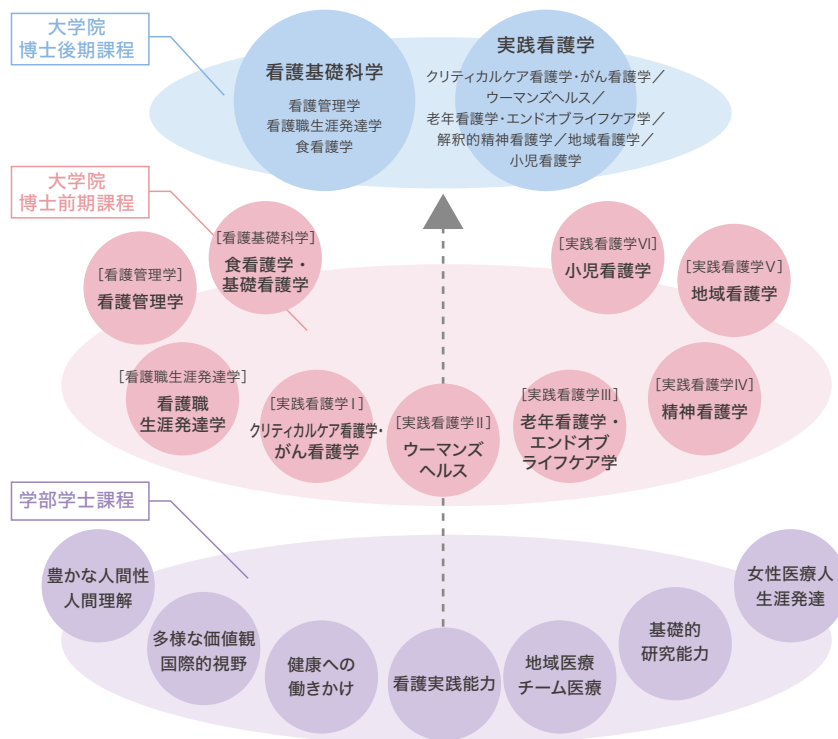 大学院
博士後期課程
看護基礎科学
看護管理学
看護職生涯発達学
食看護学
実践看護学
クリティカルケア看護学・がん看護学／
ウーマンズヘルス／
老年看護学・エンドオブライフケア学／
解釈的精神看護学／地域看護学／
小児看護学
大学院
博士前期課程
[看護管理学]
看護管理学
[看護基礎科学]
食看護学・
基礎看護学
[実践看護学Ⅵ]
小児看護学
[実践看護学Ⅴ]
地域看護学
[看護職生涯発達学]
看護職
生涯発達学
[実践看護学Ⅰ]
クリティカルケア看護学・
がん看護学
[実践看護学Ⅱ]
ウーマンズ
ヘルス
[実践看護学Ⅲ]
老年看護学・
エンドオブ
ライフケア学
[実践看護学Ⅳ]
精神看護学
学部学士課程
豊かな人間性
人間理解
多様な価値観
国際的視野
健康への
働きかけ
看護実践能力
地域医療
チーム医療
基礎的
研究能力
女性医療人
生涯発達